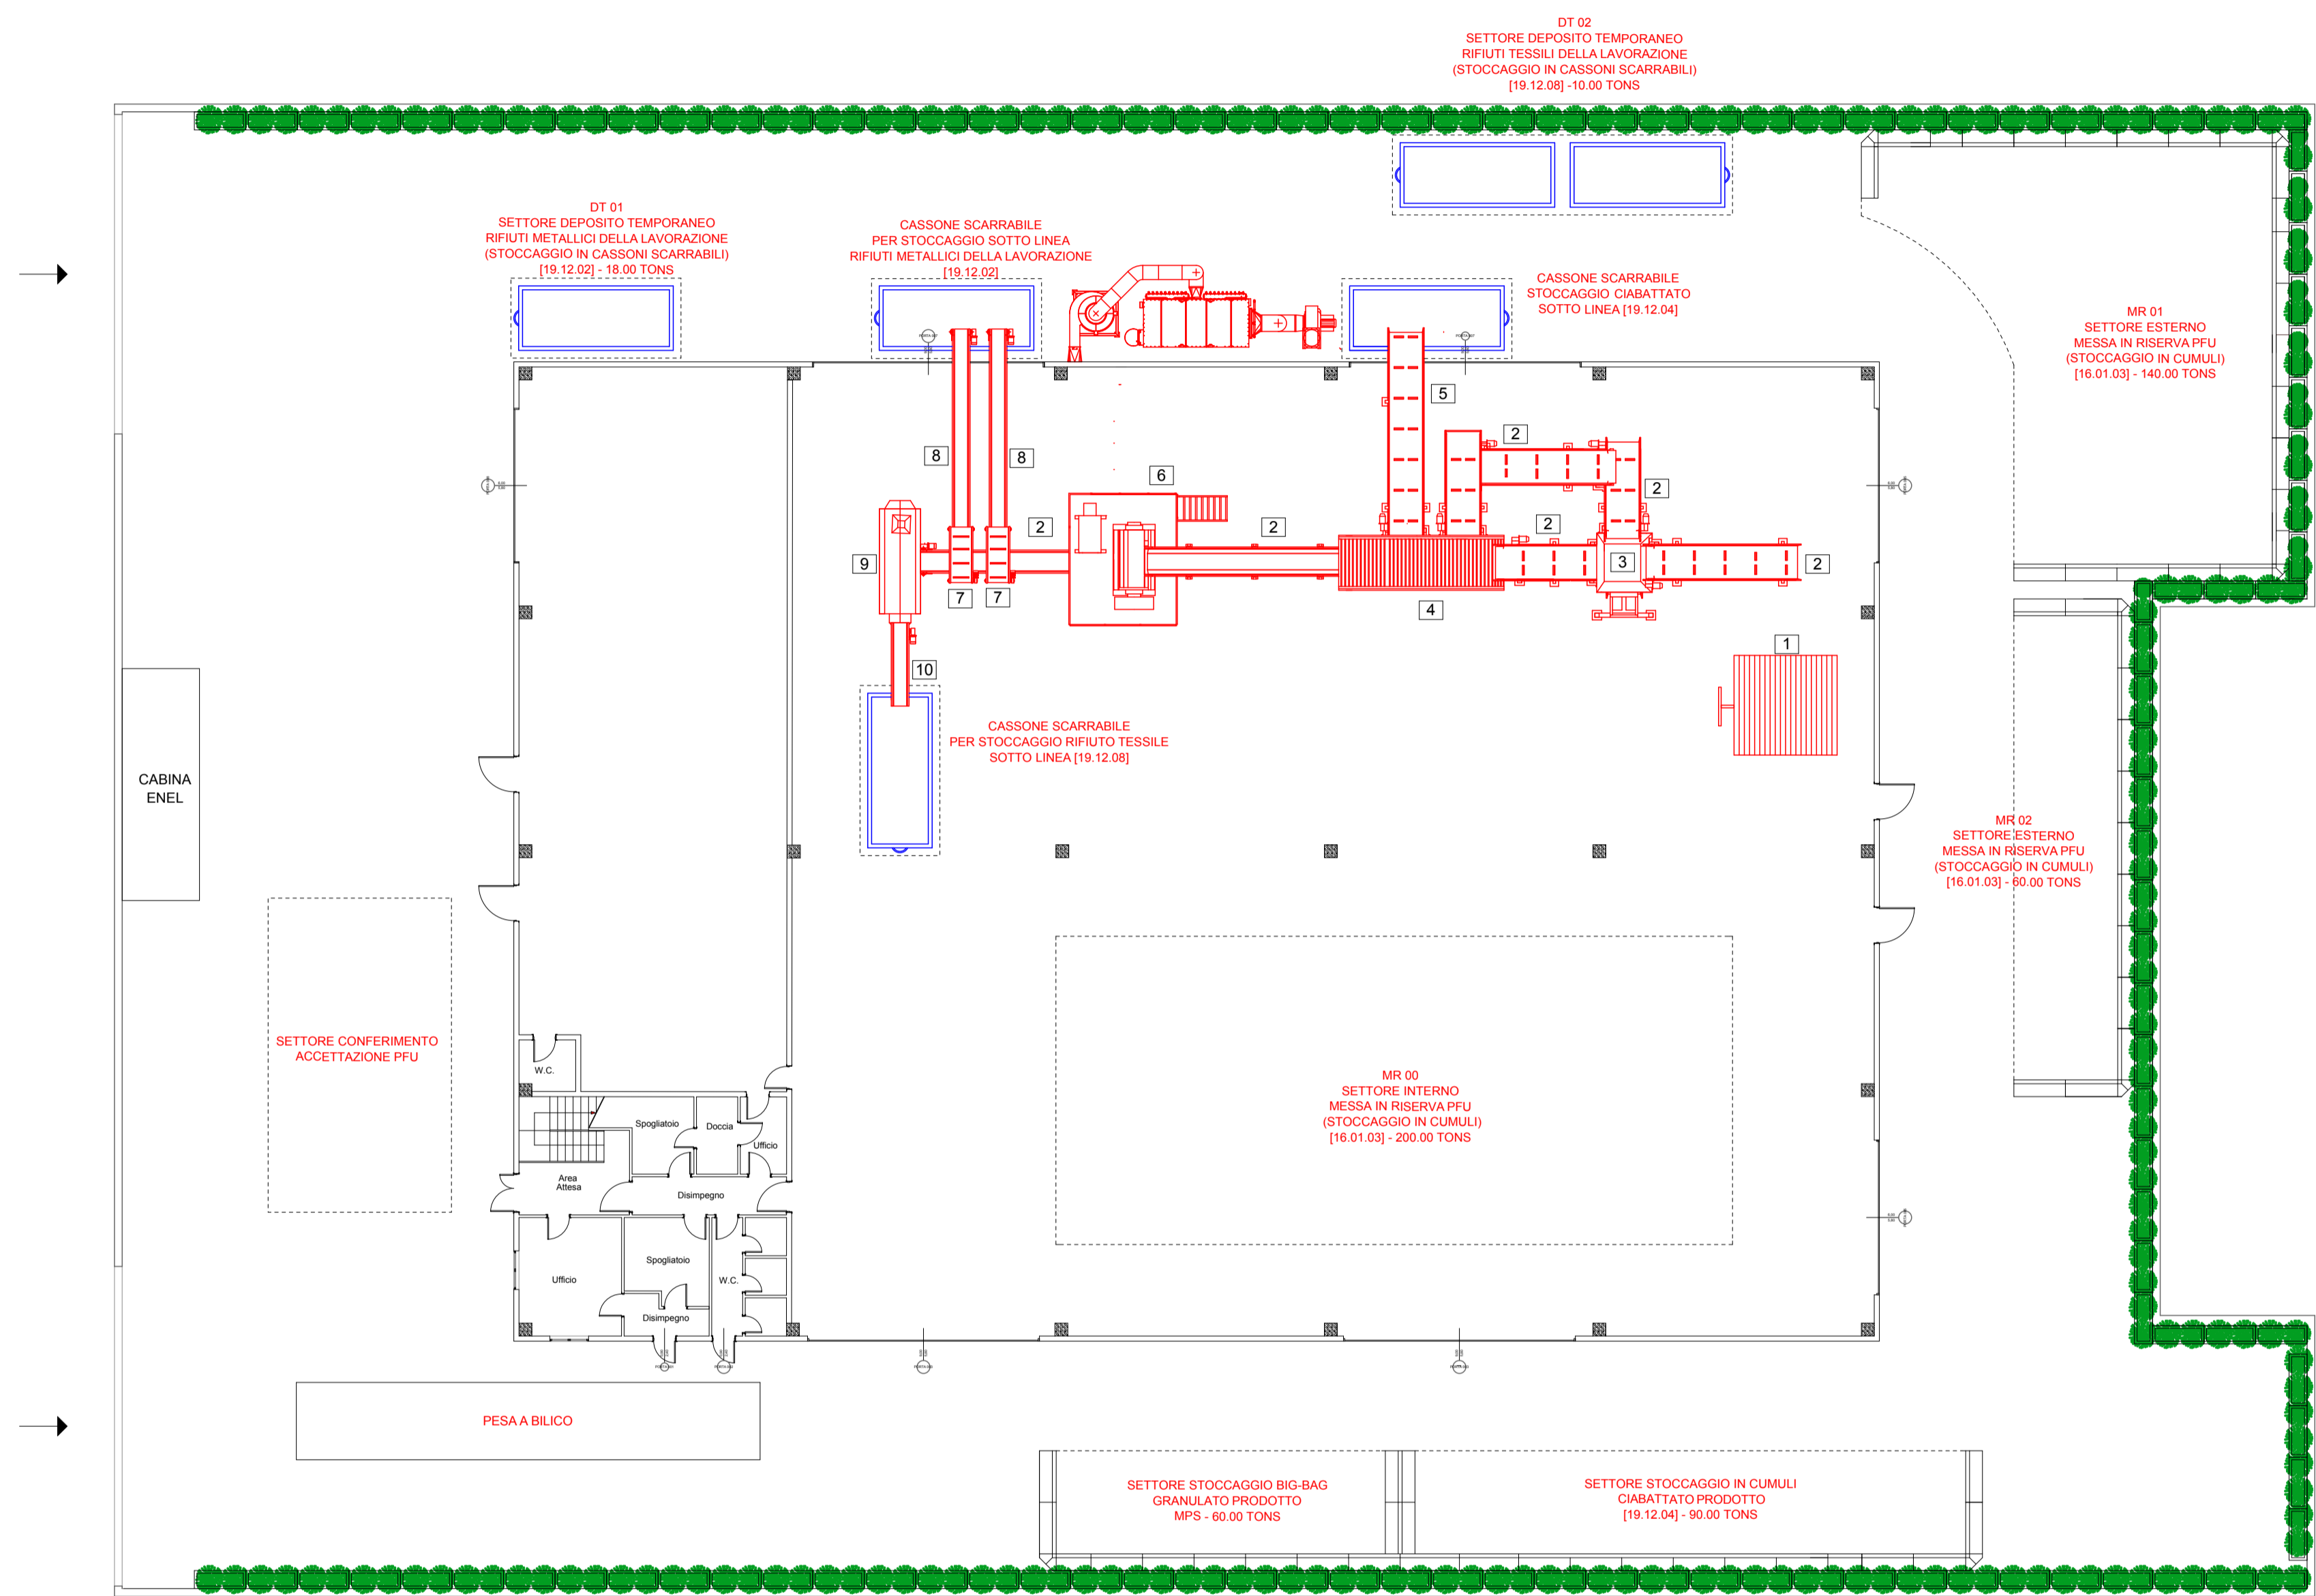 DT 02
SETTORE DEPOSITO TEMPORANEO
RIFIUTI TESSILI DELLA LAVORAZIONE
(STOCCAGGIO IN CASSONI SCARRABILI)
[19.12.08] -10.00 TONS
DT 01
SETTORE DEPOSITO TEMPORANEO
RIFIUTI METALLICI DELLA LAVORAZIONE
(STOCCAGGIO IN CASSONI SCARRABILI)
[19.12.02] - 18.00 TONS
CASSONE SCARRABILE
PER STOCCAGGIO SOTTO LINEA
RIFIUTI METALLICI DELLA LAVORAZIONE
[19.12.02]
CASSONE SCARRABILE
STOCCAGGIO CIABATTATO
SOTTO LINEA [19.12.04]
MR 01
SETTORE ESTERNO
MESSA IN RISERVA PFU
(STOCCAGGIO IN CUMULI)
[16.01.03] - 140.00 TONS
5
2
8
8
6
2
2
2
2
9
3
2
7
7
4
1
10
CASSONE SCARRABILE
PER STOCCAGGIO RIFIUTO TESSILE
SOTTO LINEA [19.12.08]
CABINA
ENEL
MR 02
SETTORE ESTERNO
MESSA IN RISERVA PFU
(STOCCAGGIO IN CUMULI)
[16.01.03] - 60.00 TONS
SETTORE CONFERIMENTO
ACCETTAZIONE PFU
W.C.
MR 00
SETTORE INTERNO
MESSA IN RISERVA PFU
(STOCCAGGIO IN CUMULI)
[16.01.03] - 200.00 TONS
Spogliatoio
Doccia
Ufficio
Area
Attesa
Disimpegno
Spogliatoio
Ufficio
W.C.
Disimpegno
PESA A BILICO
SETTORE STOCCAGGIO BIG-BAG
GRANULATO PRODOTTO
MPS - 60.00 TONS
SETTORE STOCCAGGIO IN CUMULI
CIABATTATO PRODOTTO
[19.12.04] - 90.00 TONS